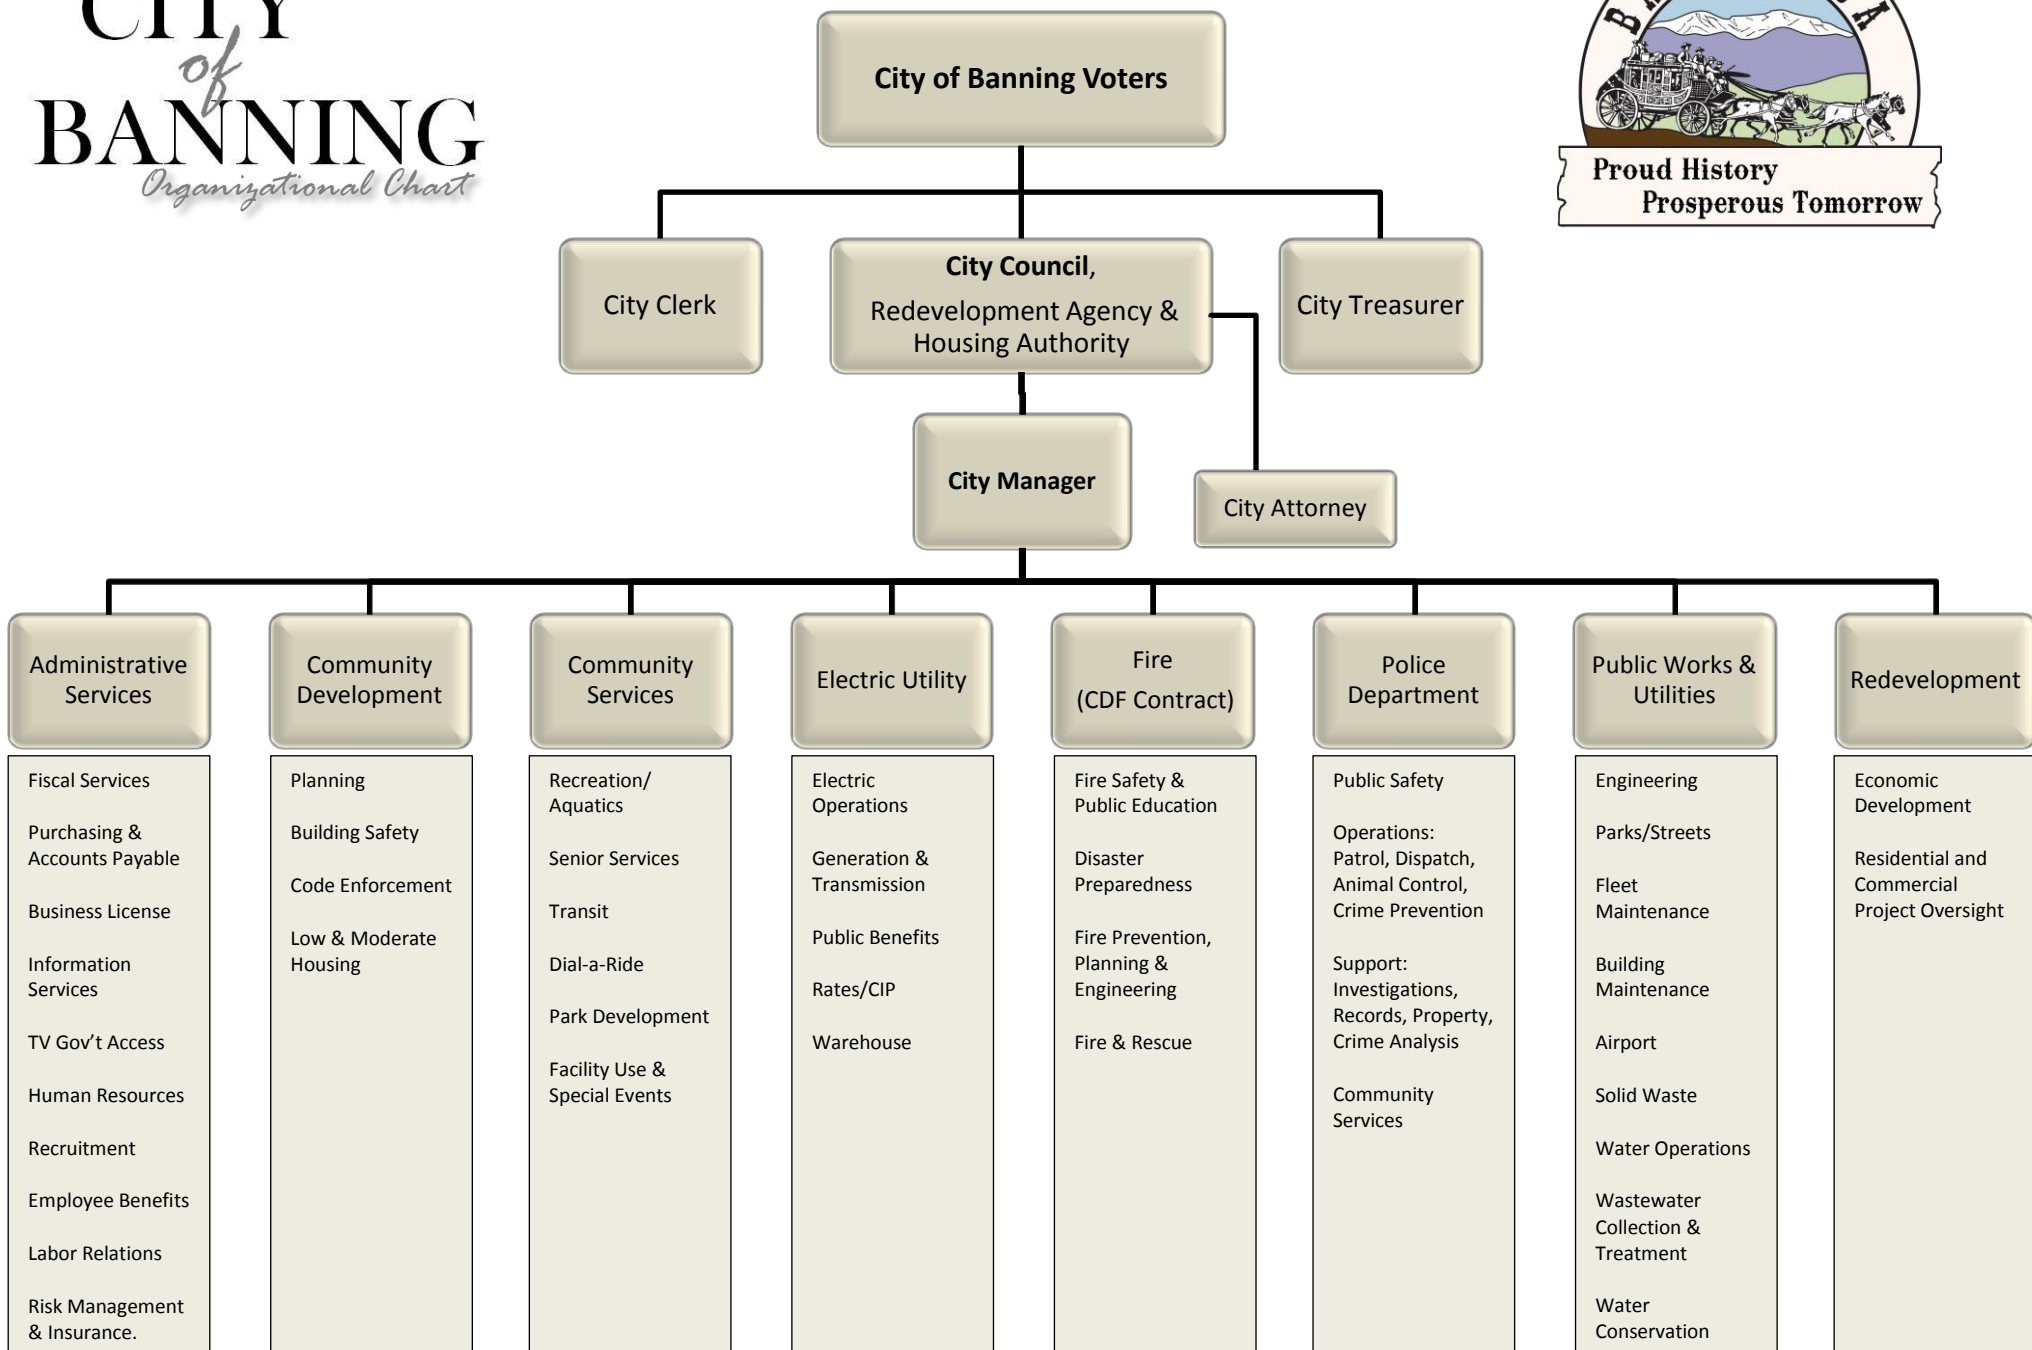 CITY
of
BANNING
Organizational Chart
City of Banning Voters
Proud History
Prosperous Tomorrow
City Clerk
City Council,
Redevelopment Agency &
Housing Authority
City Treasurer
City Manager
City Attorney
Administrative
Services
Community
Development
Community
Services
Electric Utility
Fire
(CDF Contract)
Police
Department
Public Works &
Utilities
Redevelopment
Fiscal Services
Purchasing &
Accounts Payable
Business License
Information
Services
TV Gov’t Access
Human Resources
Recruitment
Employee Benefits
Labor Relations
Risk Management
& Insurance.
Planning
Building Safety
Code Enforcement
Low & Moderate
Housing
Recreation/
Aquatics
Senior Services
Transit
Dial-a-Ride
Park Development
Facility Use &
Special Events
Electric
Operations
Generation &
Transmission
Public Benefits
Rates/CIP
Warehouse
Fire Safety &
Public Education
Disaster
Preparedness
Fire Prevention,
Planning &
Engineering
Fire & Rescue
Public Safety
Operations:
Patrol, Dispatch,
Animal Control,
Crime Prevention
Support:
Investigations,
Records, Property,
Crime Analysis
Community
Services
Engineering
Parks/Streets
Fleet
Maintenance
Building
Maintenance
Airport
Solid Waste
Water Operations
Wastewater
Collection &
Treatment
Water
Conservation
Economic
Development
Residential and
Commercial
Project Oversight